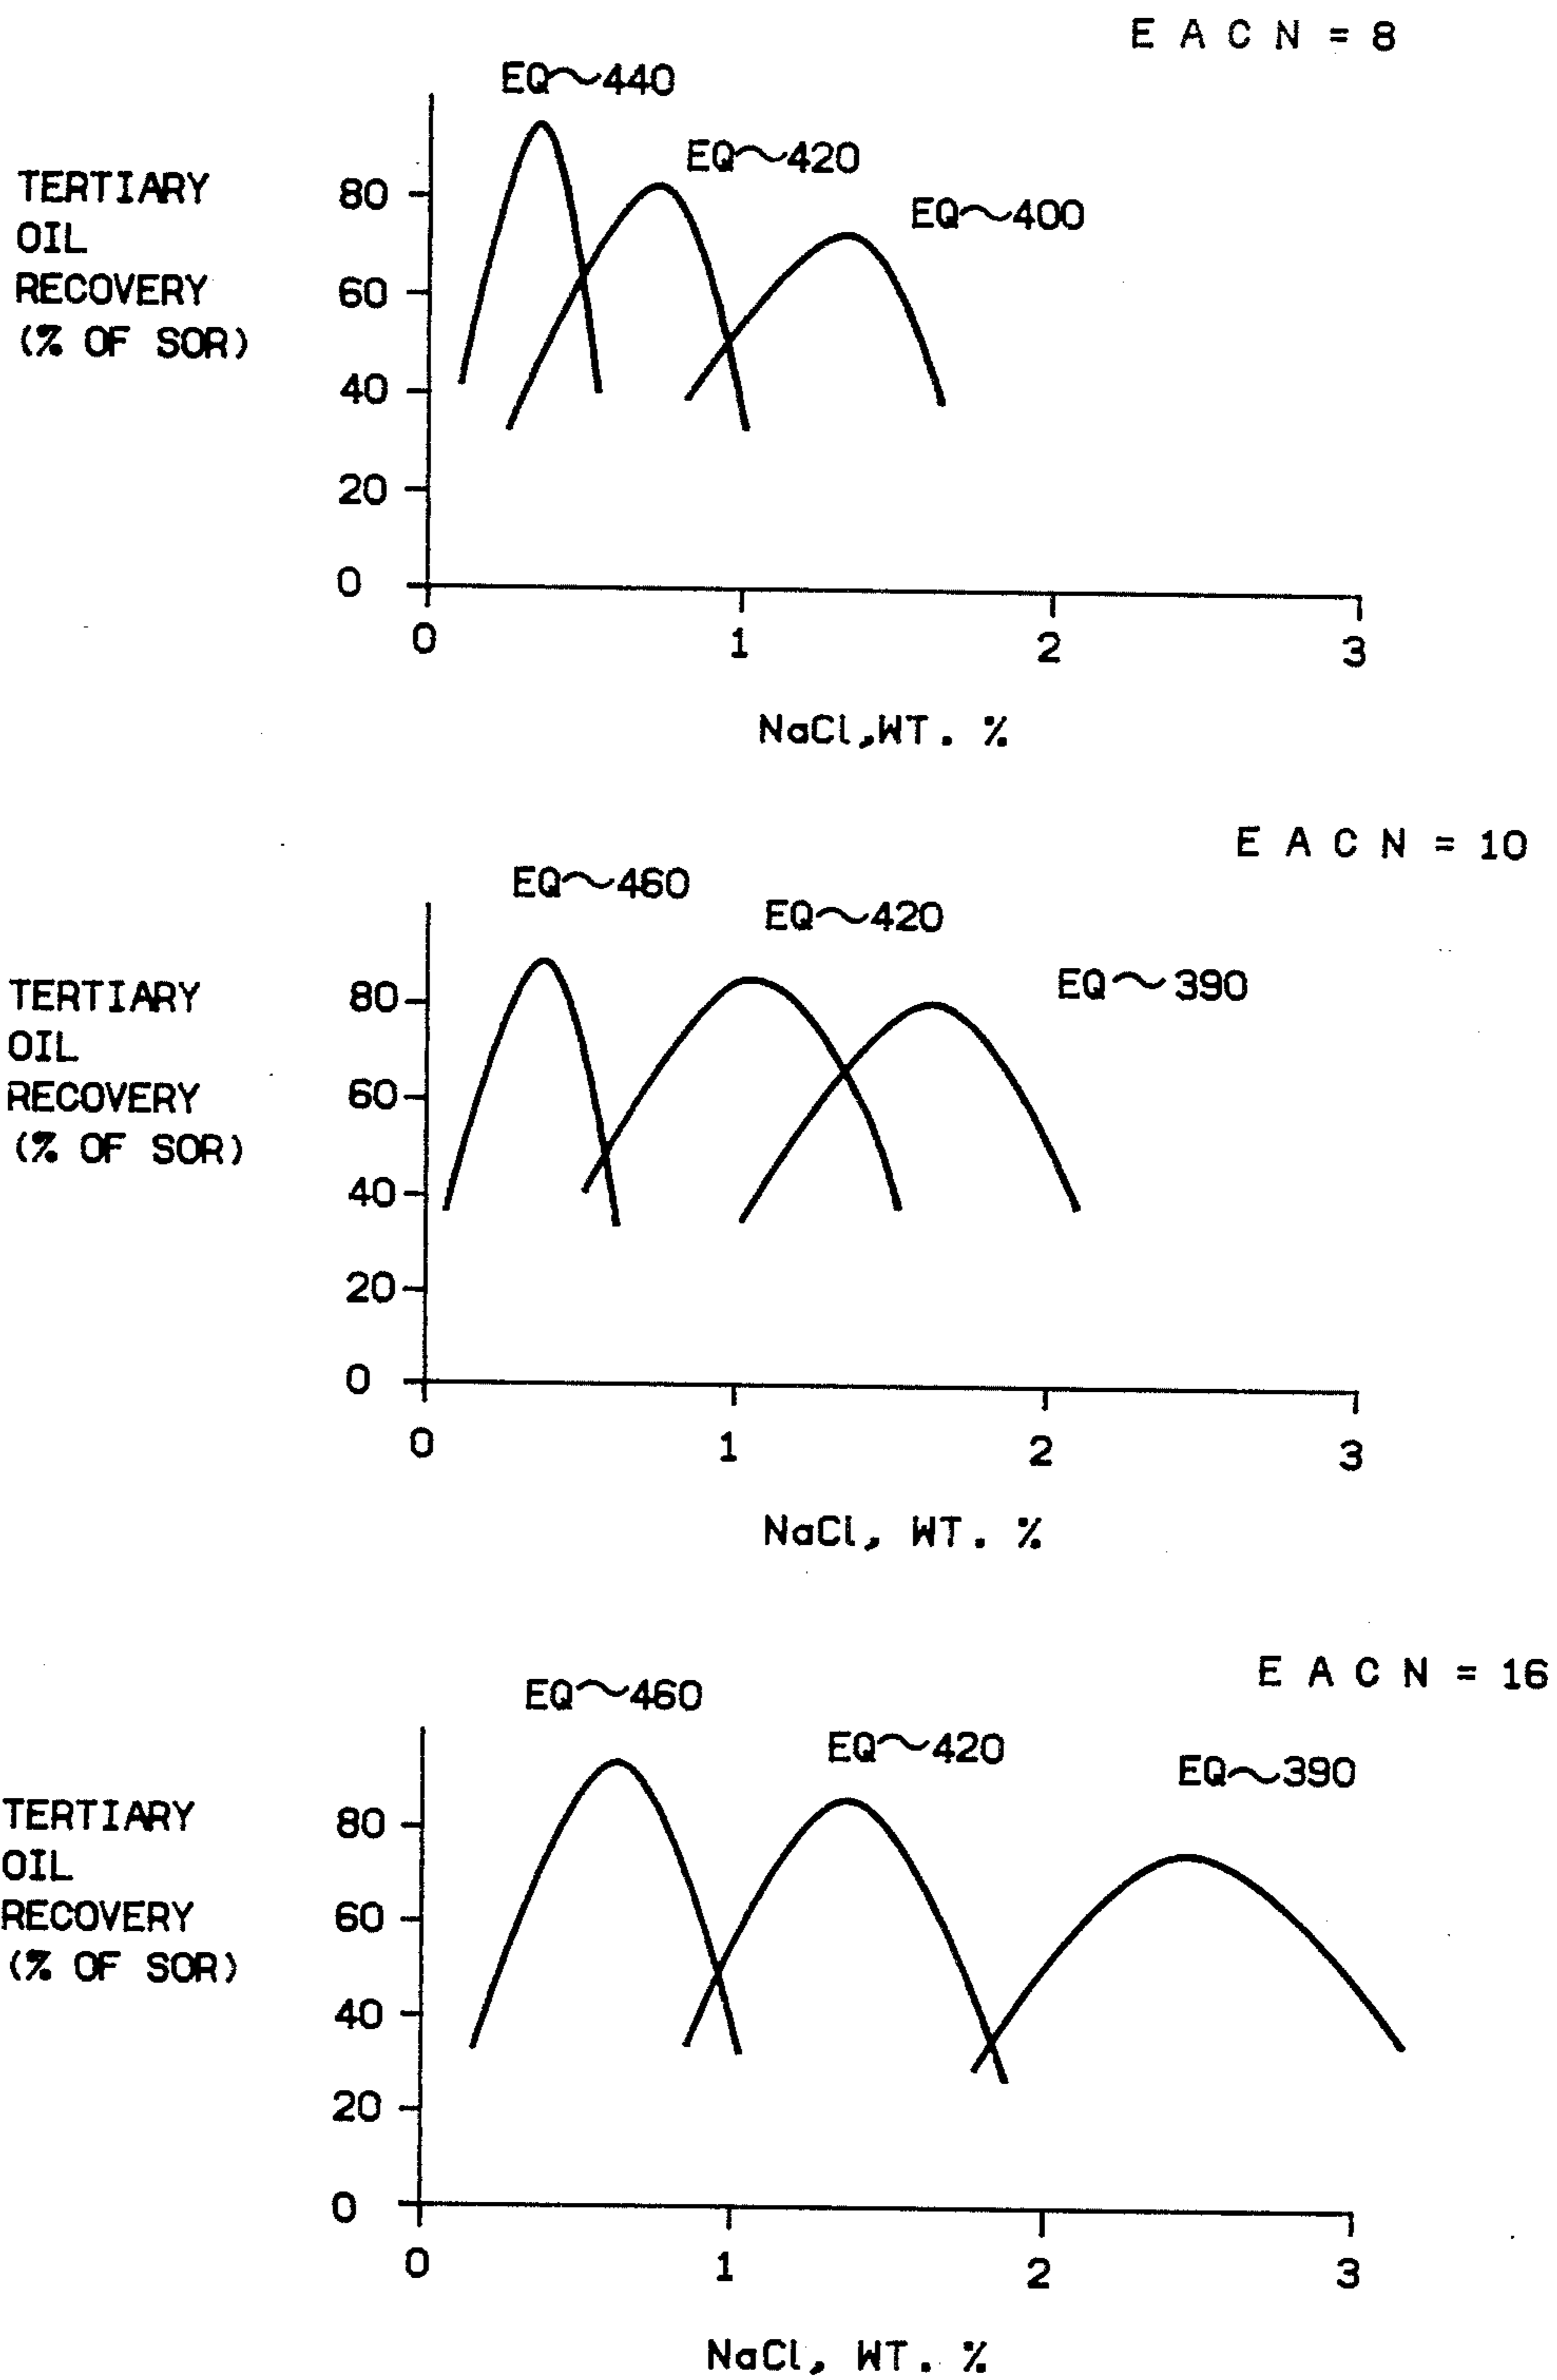 E A C N = 8
EQ~440
EQ~420
EQ~400
TERTIARY
OIL
RECOVERY
(% OF SOR)
80
60
40
20
0
0 1 2 3
NaCl,WT. %
E A C N = 10
EQ~460
EQ~420
EQ~390
TERTIARY
OIL
RECOVERY
(% OF SOR)
80
60
40
20
0
0 1 2 3
NaCl, WT. %
E A C N = 16
EQ~460
EQ~420
EQ~390
TERTIARY
OIL
RECOVERY
(% OF SOR)
80
60
40
20
0
0 1 2 3
NaCl, WT. %